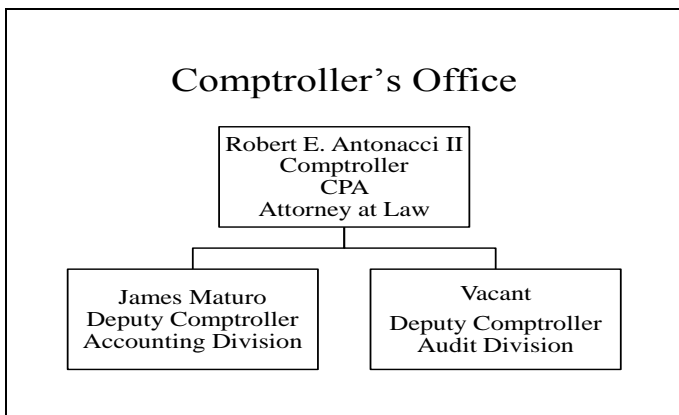 Comptroller’s Office
Robert E. Antonacci II
Comptroller
CPA
Attorney at Law
James Maturo
Deputy Comptroller
Accounting Division
Vacant
Deputy Comptroller
Audit Division